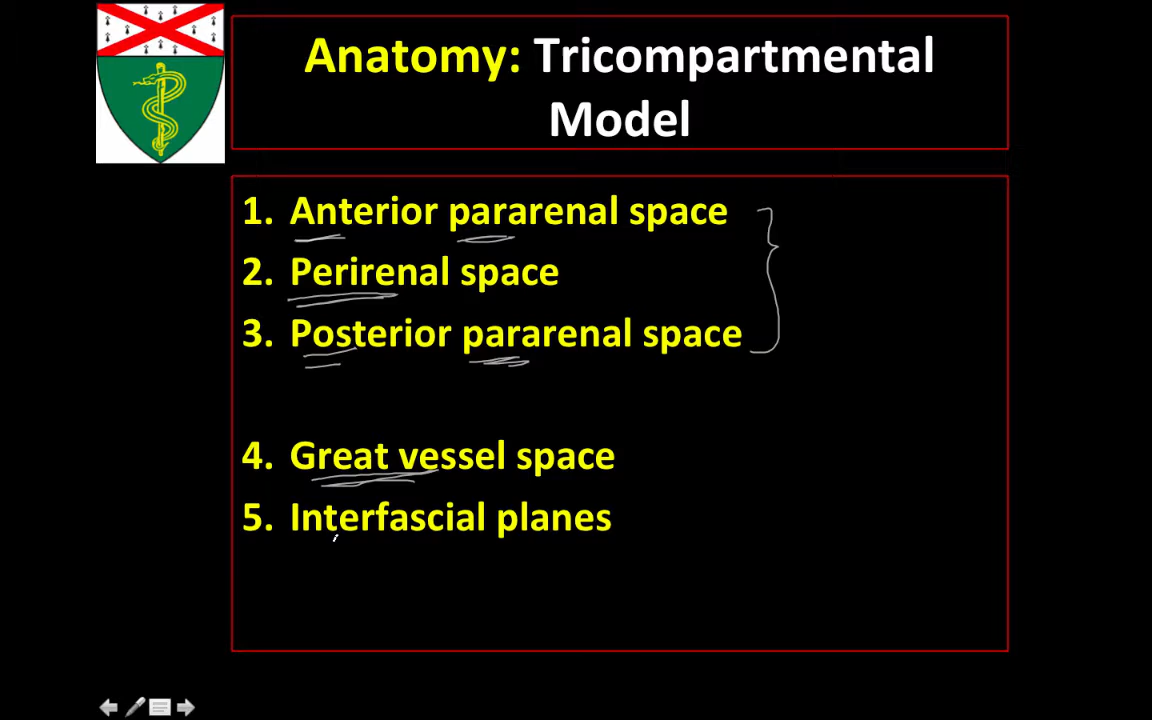 Anatomy: Tricompartmental
Model
1. Anterior pararenal space
2. Perirenal space
3. Posterior pararenal space
4. Great vessel space
5. Interfascial planes